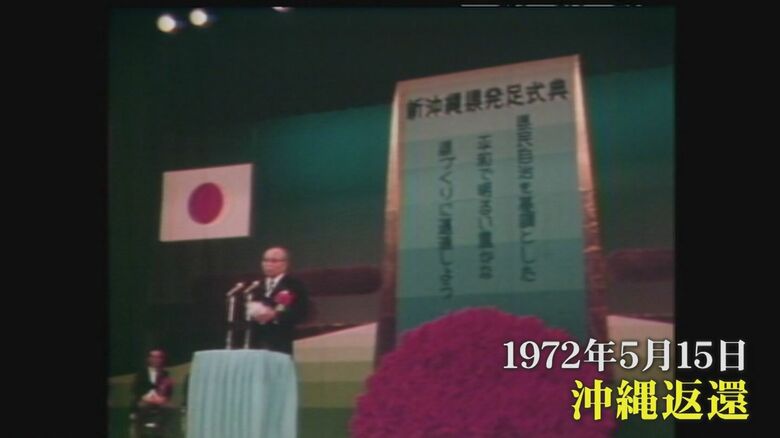 新沖縄県発足式典
県民自治を基調とした
平和で明るい豊かな
県づくりに邁進しよう
1972年5月15日
沖縄返還